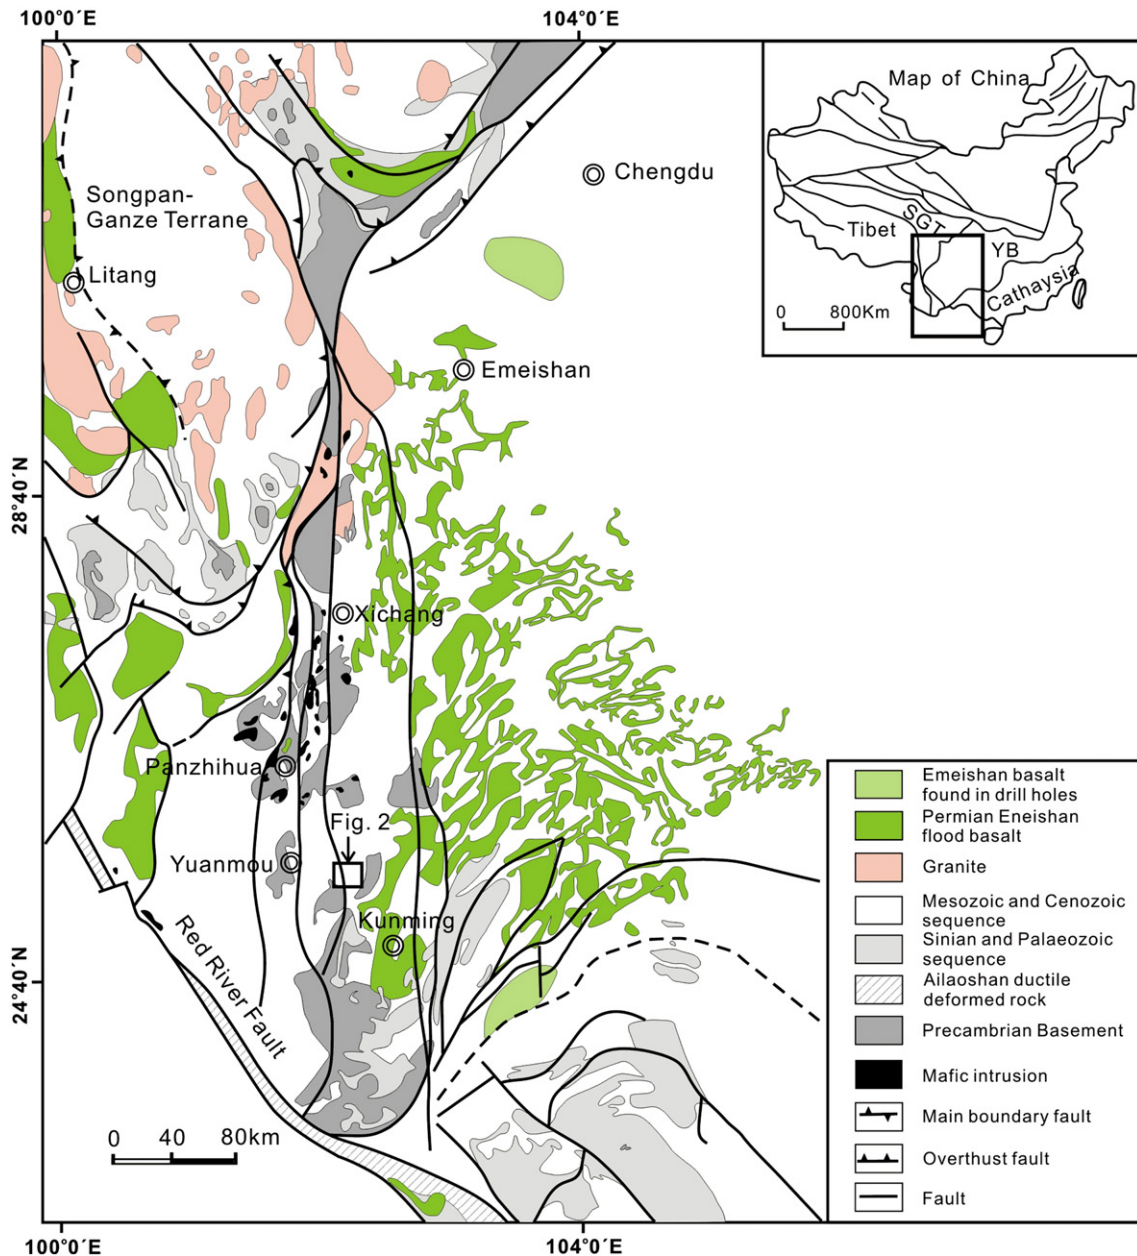 100°0´E
104°0´E
Map of China
Chengdu
Songpan-
Ganze Terrane
SGT
Tibet
YB
Litang
Cathaysia
0
800Km
Emeishan
28°40´N
Xichang
Panzhihua
Emeishan basalt
found in drill holes
Fig. 2
Permian Eneishan
flood basalt
Yuanmou
Granite
Kunming
Mesozoic and Cenozoic
sequence
Red River Fault
Sinian and Palaeozoic
sequence
24°40´N
Ailaoshan ductile
deformed rock
Precambrian Basement
Mafic intrusion
Main boundary fault
0 40 80km
Overthust fault
Fault
100°0´E
104°0´E